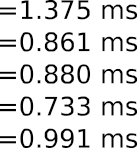 =1.375 ms
=0.861 ms
=0.880 ms
=0.733 ms
=0.991 ms